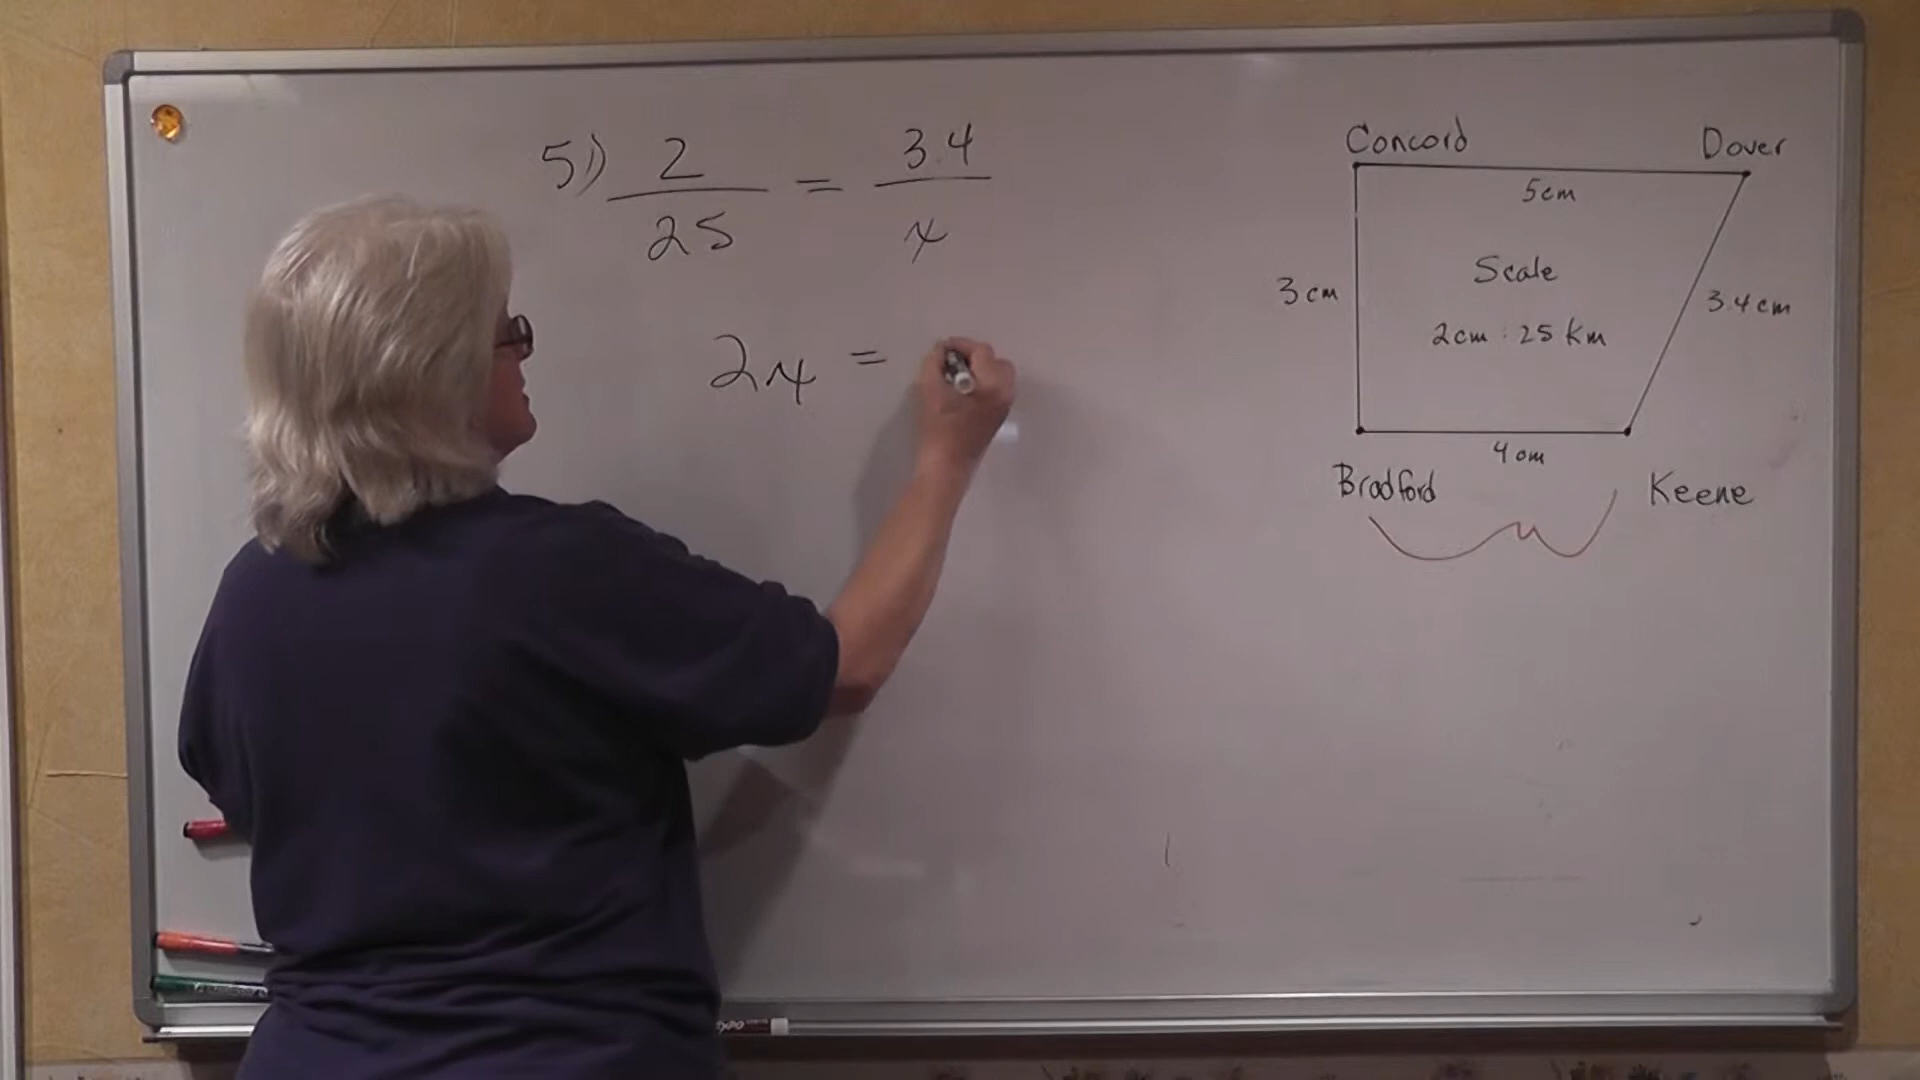 5) 2/25 = 3.4/x
2x =
Concord
Dover
5cm
3cm
Scale
2cm : 25 Km
3.4cm
4cm
Bradford
Keene